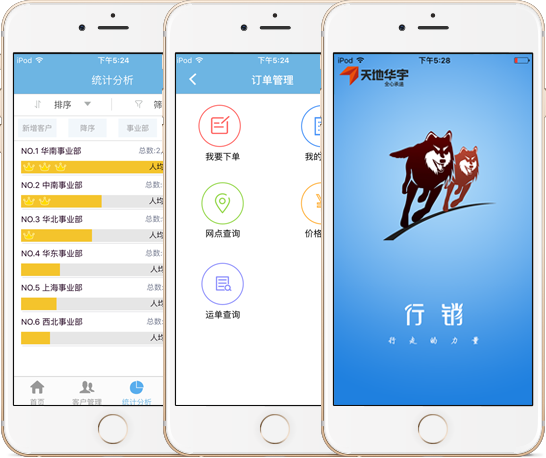 iPod 下午5:24
统计分析
排序 筛
新增客户 降序 事业部
NO.1 华南事业部 总数:2
人均
NO.2 中南事业部 总数:
人均
NO.3 华北事业部 总数:
人均
NO.4 华东事业部 总数:
人均
NO.5 上海事业部 总数:
人均
NO.6 西北事业部 总数:
人均
首页 客户管理 统计分析
iPod 下午5:24
订单管理
我要下单 我的
网点查询 价格
运单查询
iPod 下午5:28
天地华宇
安心承运
行销
行走的力量